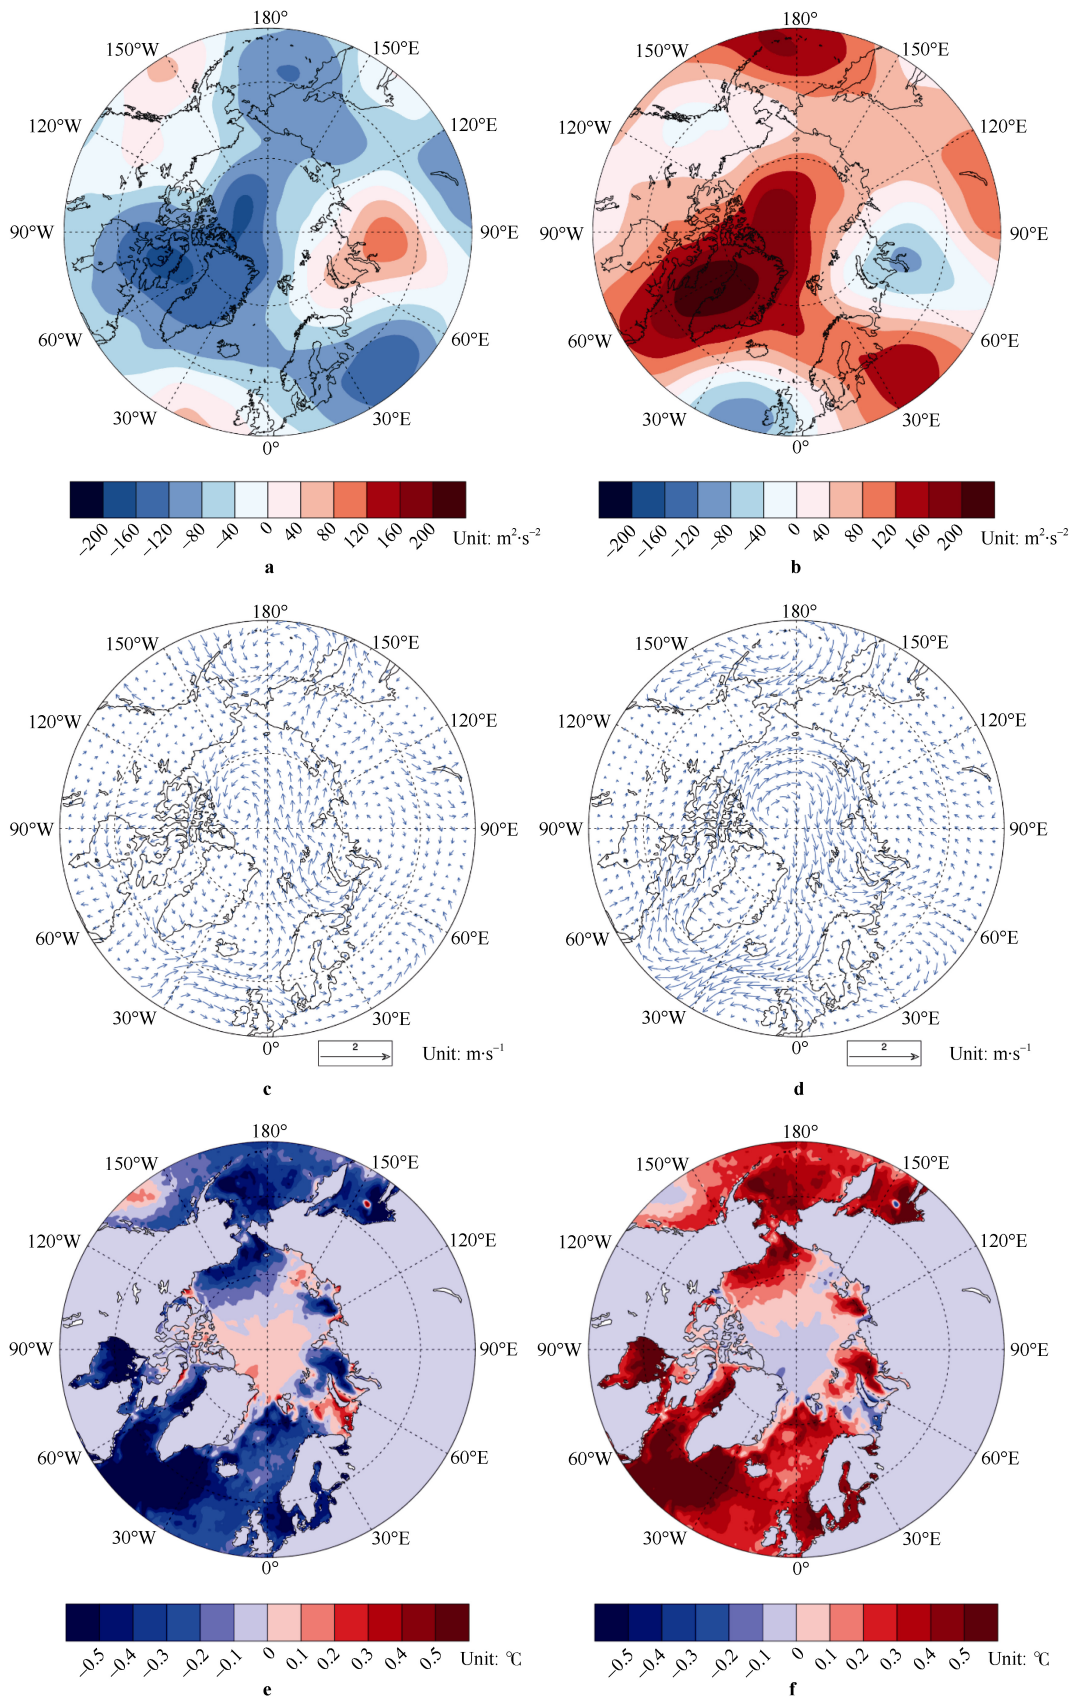 180° 180°
150°W 150°E 150°W 150°E
120°W 120°E 120°W 120°E
90°W 90°E 90°W 90°E
60°W 60°E 60°W 60°E
30°W 30°E 30°W 30°E
0° 0°
−200 −160 −120 −80 −40 0 40 80 120 160 200 Unit: m²·s⁻²
−200 −160 −120 −80 −40 0 40 80 120 160 200 Unit: m²·s⁻²
a b
180° 180°
150°W 150°E 150°W 150°E
120°W 120°E 120°W 120°E
90°W 90°E 90°W 90°E
60°W 60°E 60°W 60°E
30°W 30°E 30°W 30°E
0° 2 Unit: m·s⁻¹ 0° 2 Unit: m·s⁻¹
c d
180° 180°
150°W 150°E 150°W 150°E
120°W 120°E 120°W 120°E
90°W 90°E 90°W 90°E
60°W 60°E 60°W 60°E
30°W 30°E 30°W 30°E
0° 0°
−0.5 −0.4 −0.3 −0.2 −0.1 0 0.1 0.2 0.3 0.4 0.5 Unit: ℃
−0.5 −0.4 −0.3 −0.2 −0.1 0 0.1 0.2 0.3 0.4 0.5 Unit: ℃
e f